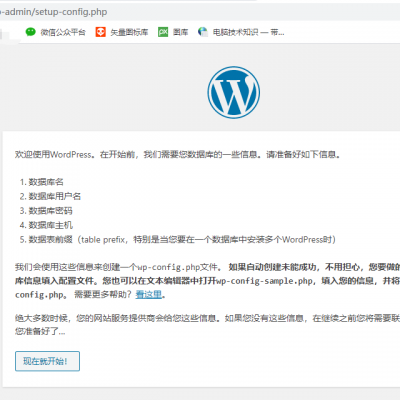 -admin/setup-config.php
微信公众平台 矢量图标库 图库 电脑技术知识 — 带...
欢迎使用WordPress。在开始前，我们需要您数据库的一些信息。请准备好如下信息。
1. 数据库名
2. 数据库用户名
3. 数据库密码
4. 数据库主机
5. 数据表前缀（table prefix，特别是当您要在一个数据库中安装多个WordPress时）
我们会使用这些信息来创建一个wp-config.php文件。 如果自动创建未能成功，不用担心，您要做的
库信息填入配置文件。您也可以在文本编辑器中打开wp-config-sample.php，填入您的信息，并将
config.php。 需要更多帮助？看这里。
绝大多数时候，您的网站服务提供商会给您这些信息。如果您没有这些信息，在继续之前您将需要联
您准备好了...
现在就开始！